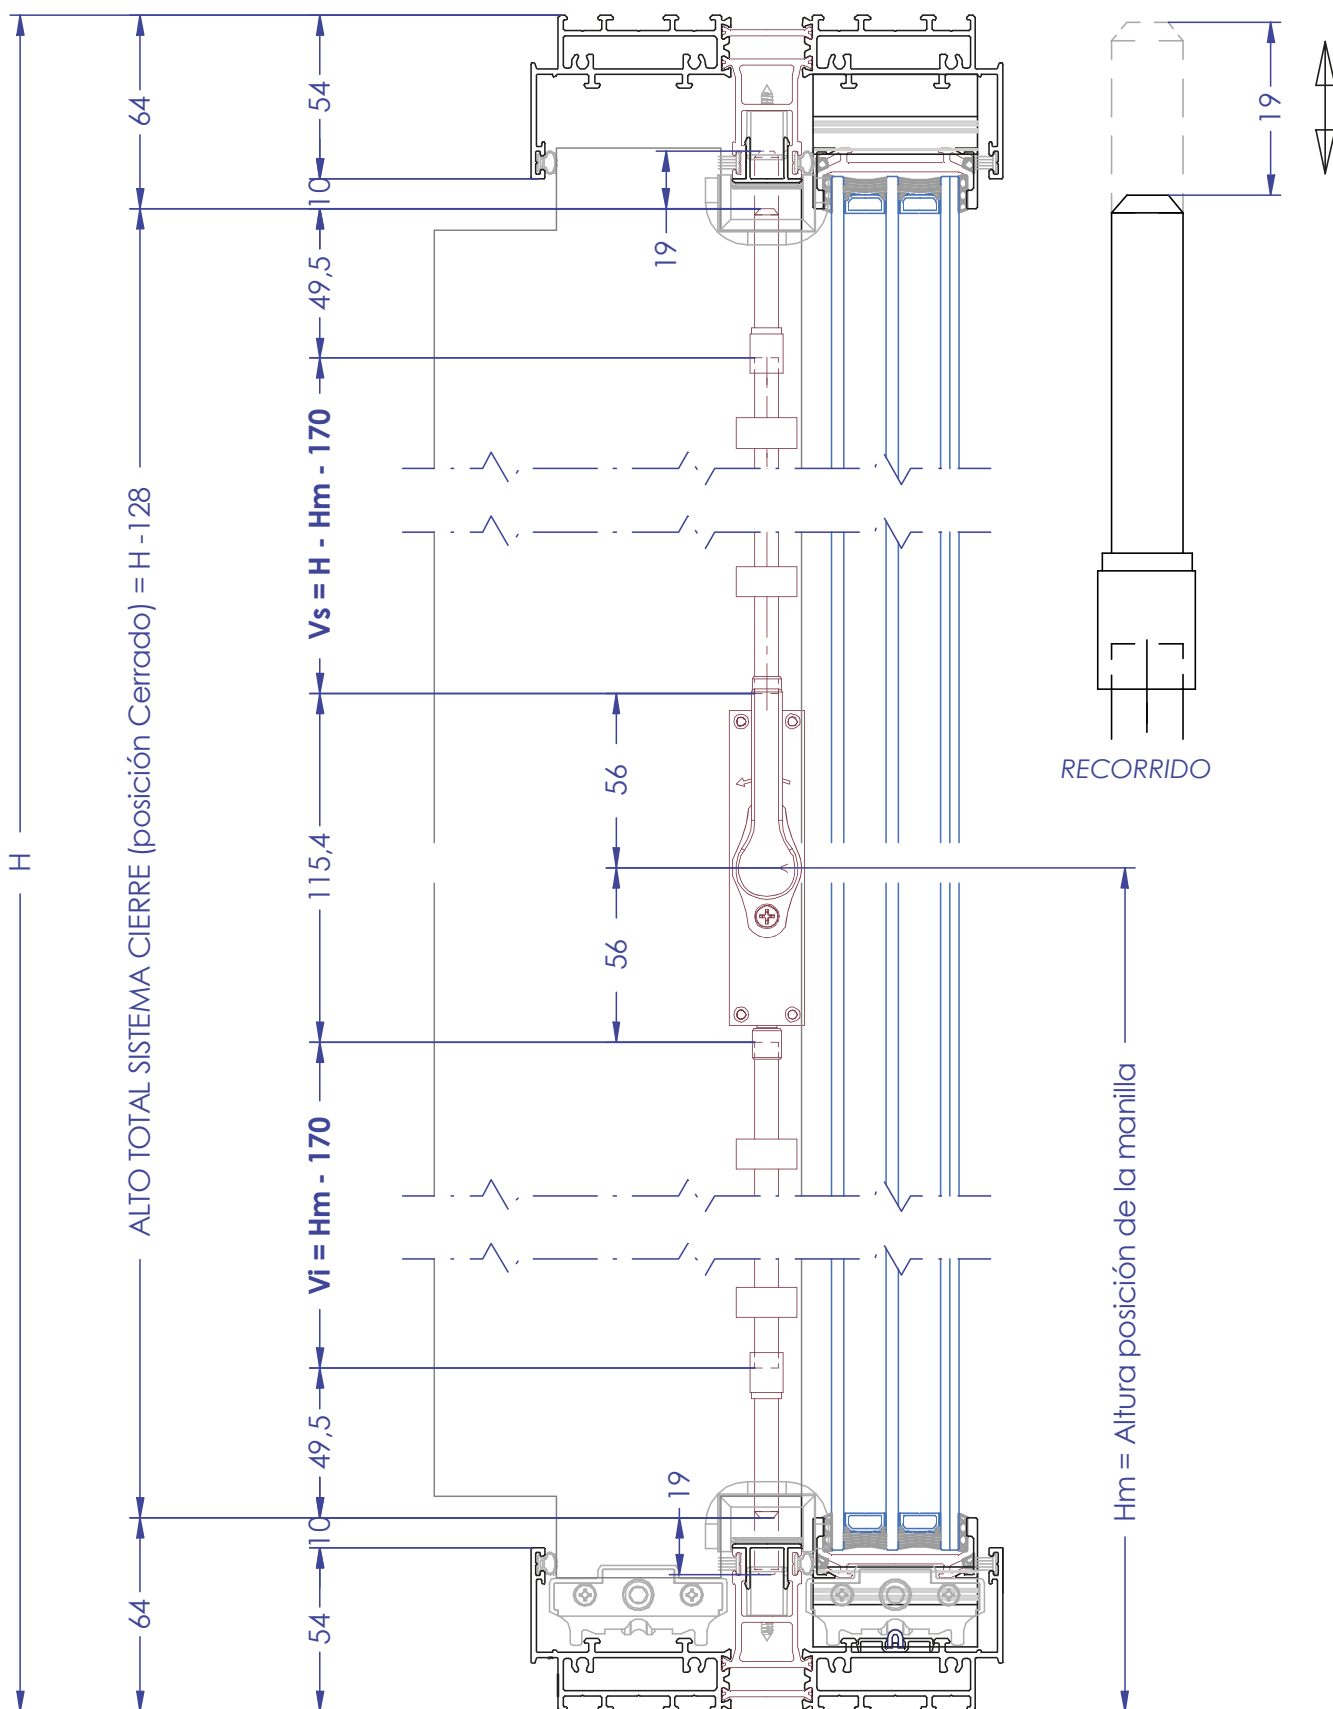 H
64
ALTO TOTAL SISTEMA CIERRE (posición Cerrado) = H -128
64
54
10
49,5
Vs = H - Hm - 170
115,4
Vi = Hm - 170
49,5
10
54
19
56
56
19
Hm = Altura posición de la manilla
19
RECORRIDO